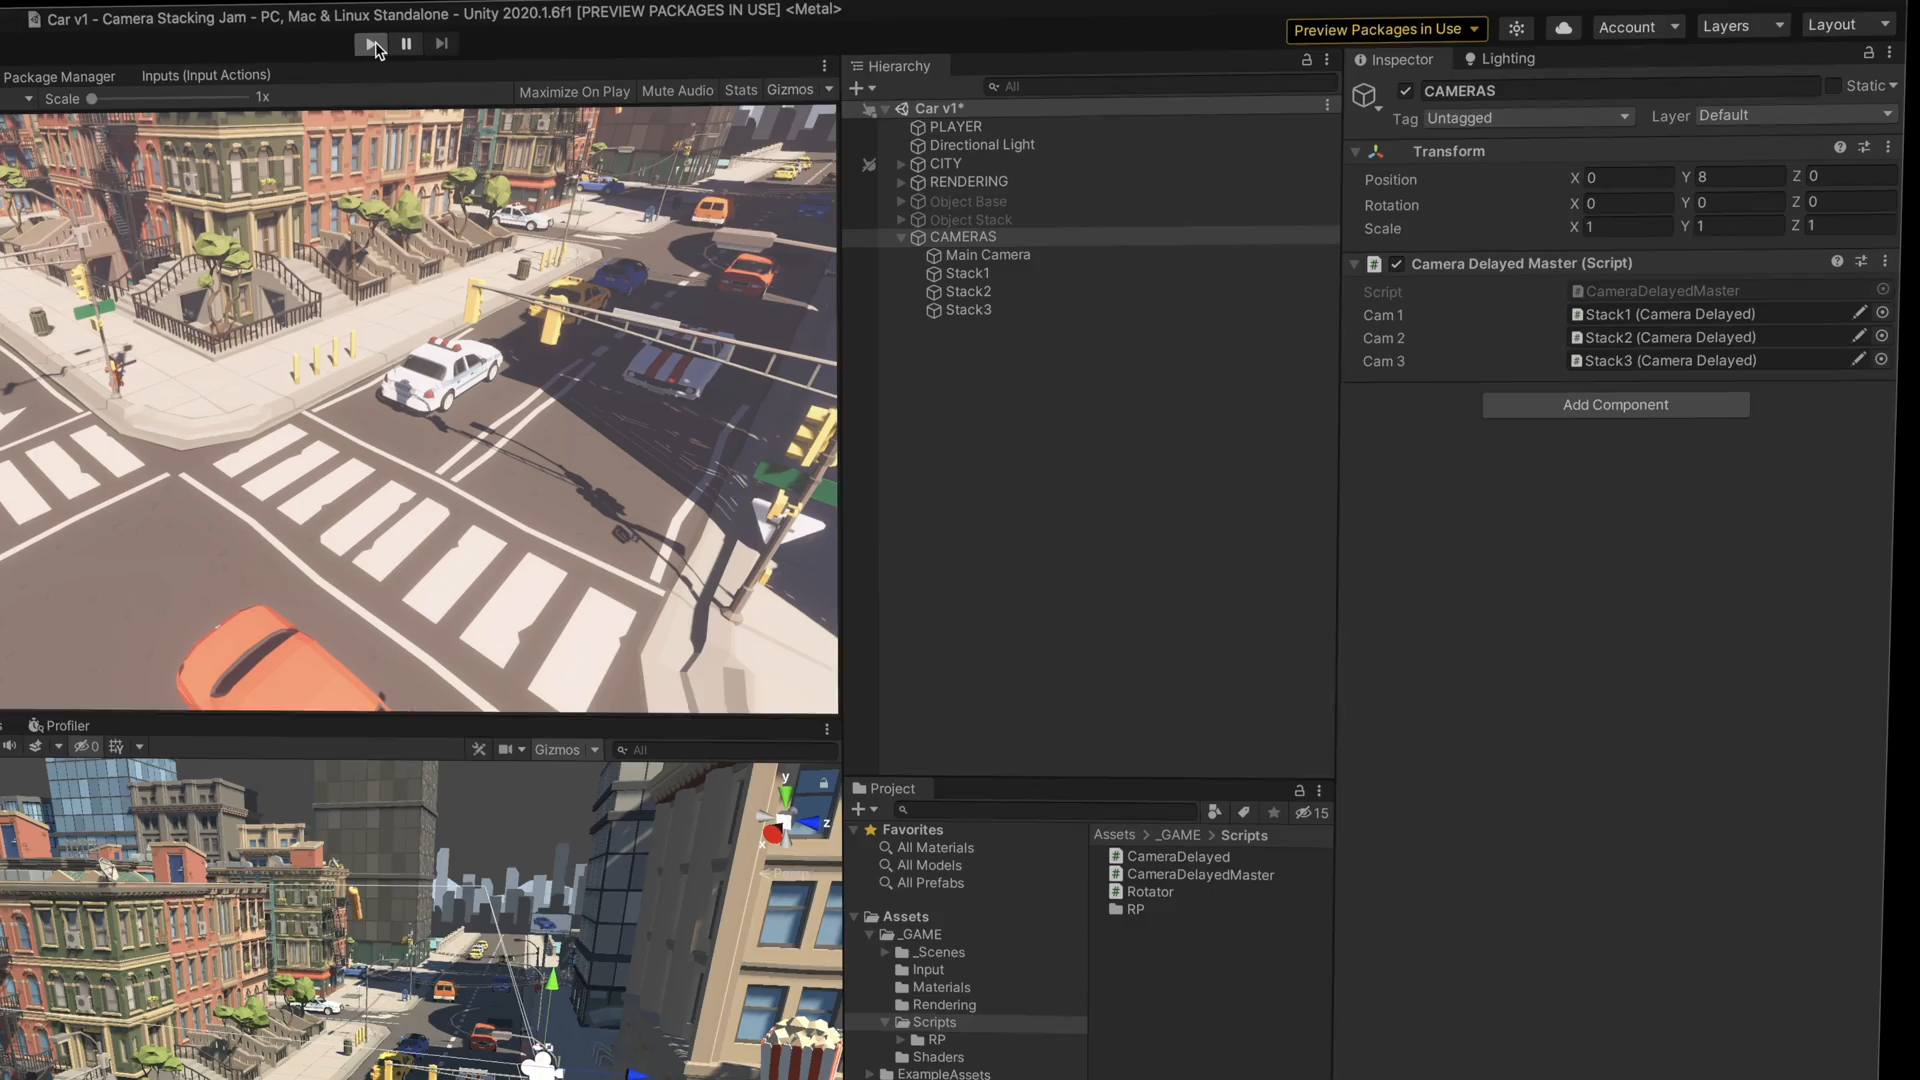 Car v1 - Camera Stacking Jam - PC, Mac & Linux Standalone - Unity 2020.1.6f1 [PREVIEW PACKAGES IN USE] <Metal>
Preview Packages in Use
Account
Layers
Layout
Package Manager
Inputs (Input Actions)
Scale
1x
Maximize On Play
Mute Audio
Stats
Gizmos
Hierarchy
All
Car v1*
PLAYER
Directional Light
CITY
RENDERING
Object Base
Object Stack
CAMERAS
Main Camera
Stack1
Stack2
Stack3
Inspector
Lighting
CAMERAS
Static
Tag Untagged
Layer Default
Transform
Position X 0 Y 8 Z 0
Rotation X 0 Y 0 Z 0
Scale X 1 Y 1 Z 1
# Camera Delayed Master (Script)
Script CameraDelayedMaster
Cam 1 Stack1 (Camera Delayed)
Cam 2 Stack2 (Camera Delayed)
Cam 3 Stack3 (Camera Delayed)
Add Component
Profiler
0
Gizmos
All
y
z
x
< Persp
Project
15
Favorites
All Materials
All Models
All Prefabs
Assets
_GAME
_Scenes
Input
Materials
Rendering
Scripts
RP
Shaders
ExampleAssets
Assets > _GAME > Scripts
# CameraDelayed
# CameraDelayedMaster
# Rotator
RP